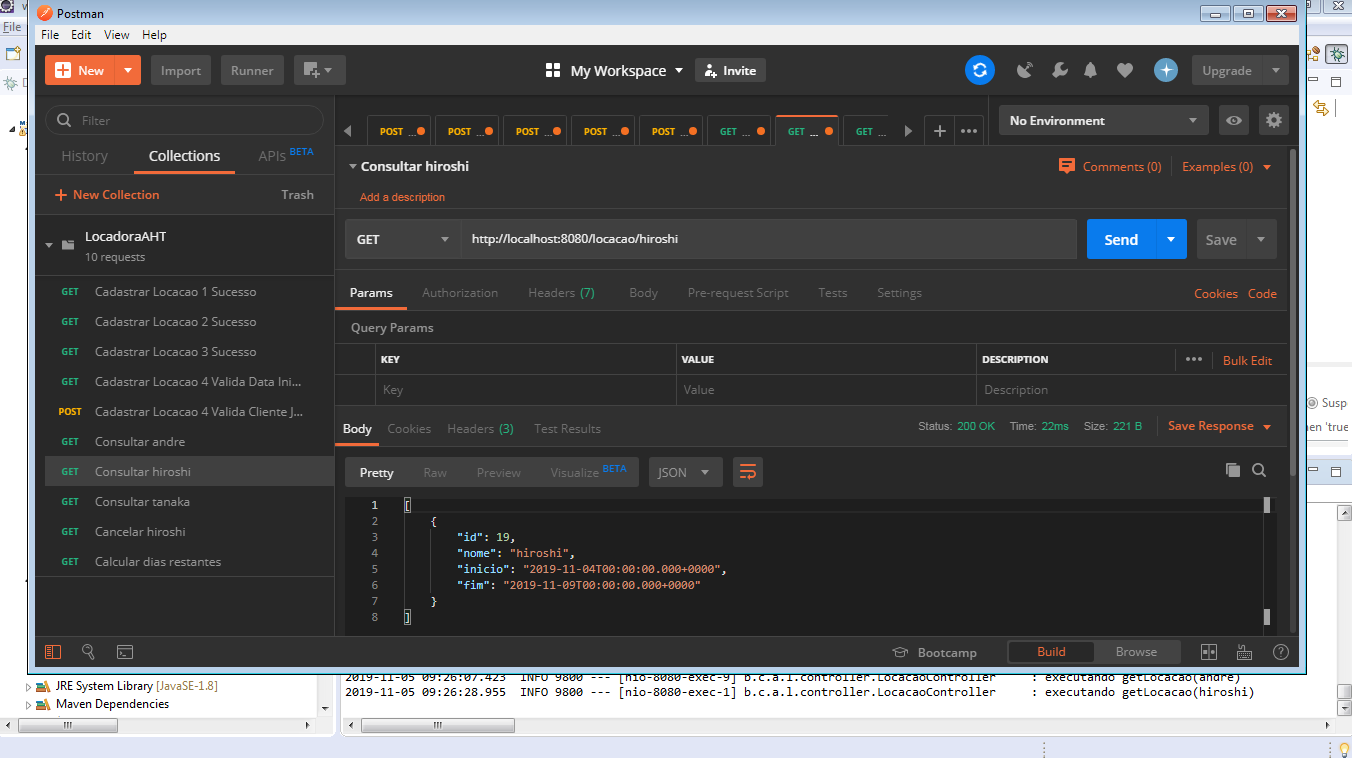 Postman
File Edit View Help
File
New Import Runner My Workspace Invite Upgrade
Filter
History Collections APIs BETA
New Collection Trash
LocadoraAHT
10 requests
GET Cadastrar Locacao 1 Sucesso
GET Cadastrar Locacao 2 Sucesso
GET Cadastrar Locacao 3 Sucesso
GET Cadastrar Locacao 4 Valida Data Ini...
POST Cadastrar Locacao 4 Valida Cliente J...
GET Consultar andre
GET Consultar hiroshi
GET Consultar tanaka
GET Cancelar hiroshi
GET Calcular dias restantes
POST ... POST ... POST ... POST ... POST ... GET ... GET ... GET ... No Environment
Consultar hiroshi Comments (0) Examples (0)
Add a description
GET http://localhost:8080/locacao/hiroshi Send Save
Params Authorization Headers (7) Body Pre-request Script Tests Settings Cookies Code
Query Params
KEY VALUE DESCRIPTION Bulk Edit
Key Value Description
Body Cookies Headers (3) Test Results Status: 200 OK Time: 22ms Size: 221 B Save Response
Pretty Raw Preview Visualize BETA JSON
1 [
2 {
3 "id": 19,
4 "nome": "hiroshi",
5 "inicio": "2019-11-04T00:00:00.000+0000",
6 "fim": "2019-11-09T00:00:00.000+0000"
7 }
8 ]
Bootcamp Build Browse
Susp
en 'true
JRE System Library [JavaSE-1.8]
Maven Dependencies
2019-11-05 09:26:07.423 INFO 9800 --- [nio-8080-exec-9] b.c.a.l.controller.LocacaoController : executando getLocacao(andre)
2019-11-05 09:26:28.955 INFO 9800 --- [nio-8080-exec-1] b.c.a.l.controller.LocacaoController : executando getLocacao(hiroshi)